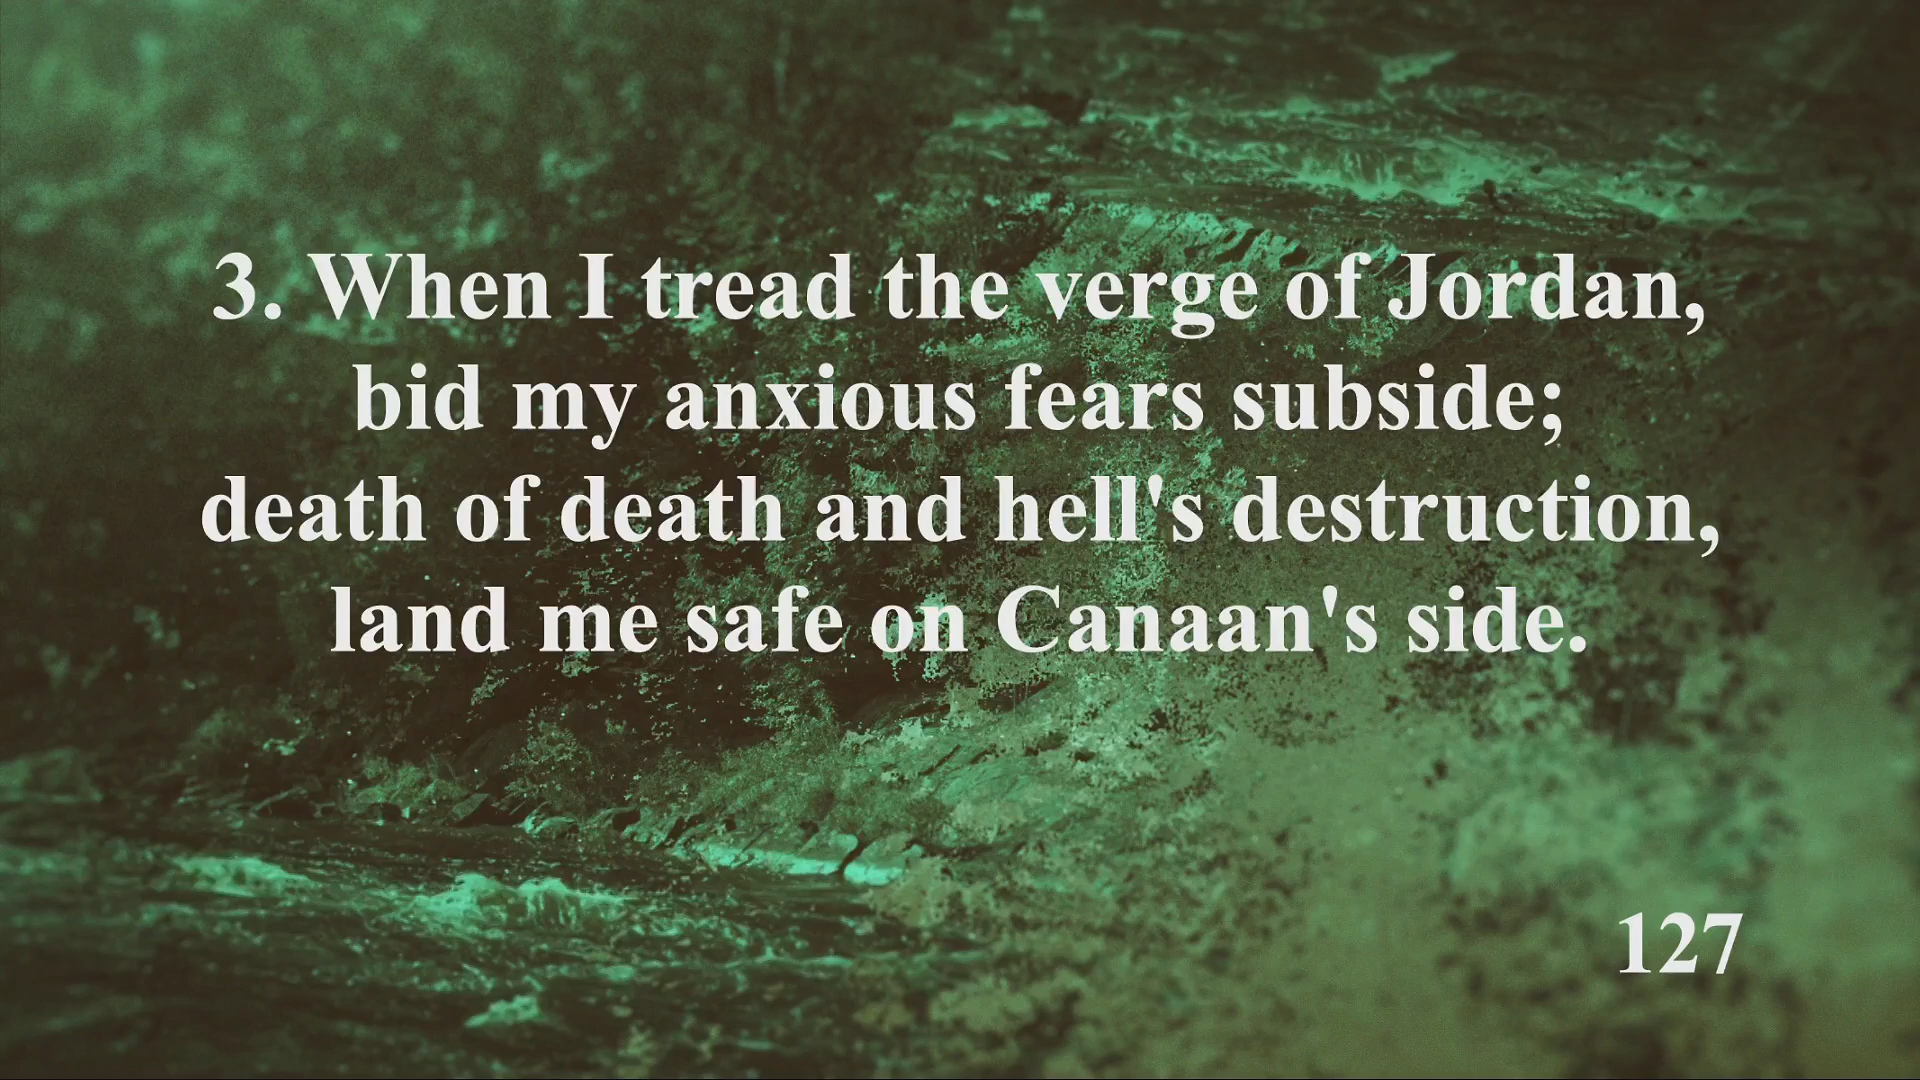 3. When I tread the verge of Jordan,
bid my anxious fears subside;
death of death and hell's destruction,
land me safe on Canaan's side.
127